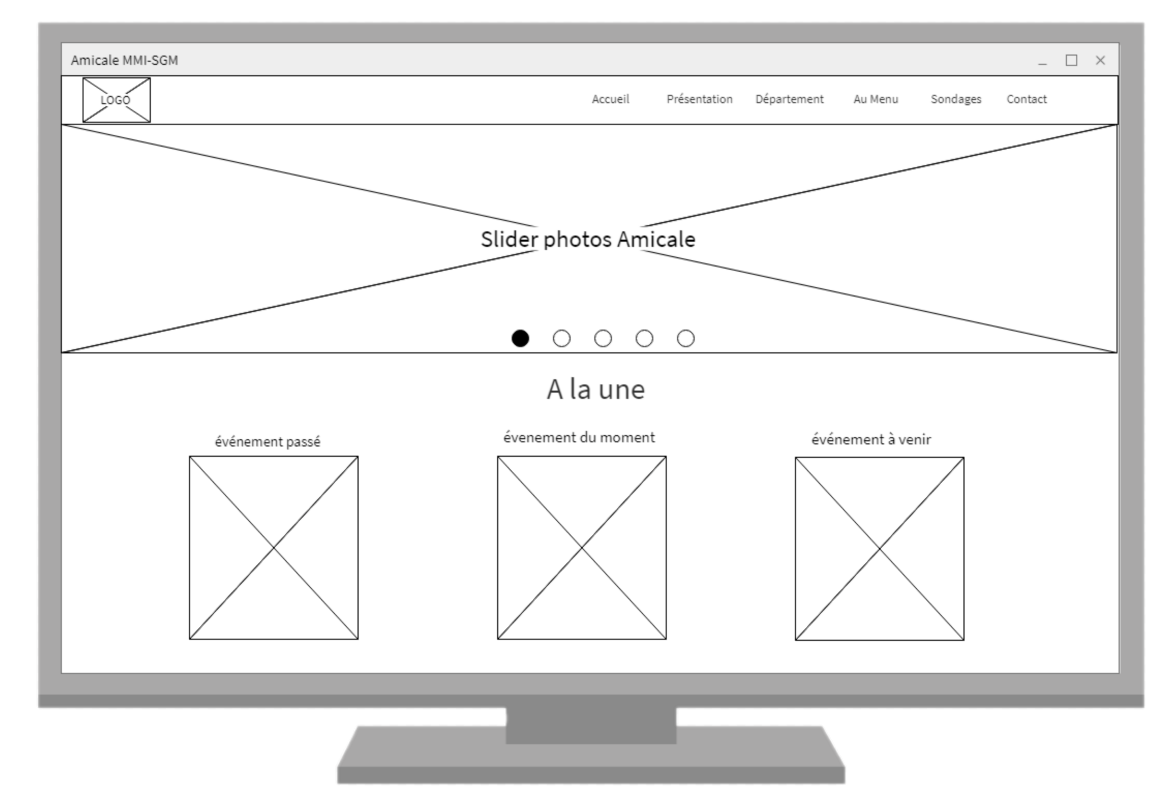 Amicale MMI-SGM
LOGO
Accueil Présentation Département Au Menu Sondages Contact
Slider photos Amicale
A la une
événement passé
évenement du moment
événement à venir